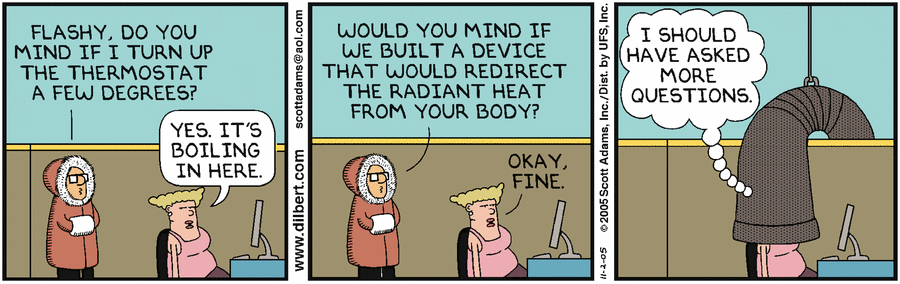 FLASHY, DO YOU
MIND IF I TURN UP
THE THERMOSTAT
A FEW DEGREES?
YES. IT'S
BOILING
IN HERE.
www.dilbert.com
scottadams@aol.com
WOULD YOU MIND IF
WE BUILT A DEVICE
THAT WOULD REDIRECT
THE RADIANT HEAT
FROM YOUR BODY?
OKAY,
FINE.
11-2-05
©2005 Scott Adams, Inc./Dist. by UFS, Inc.
I SHOULD
HAVE ASKED
MORE
QUESTIONS.